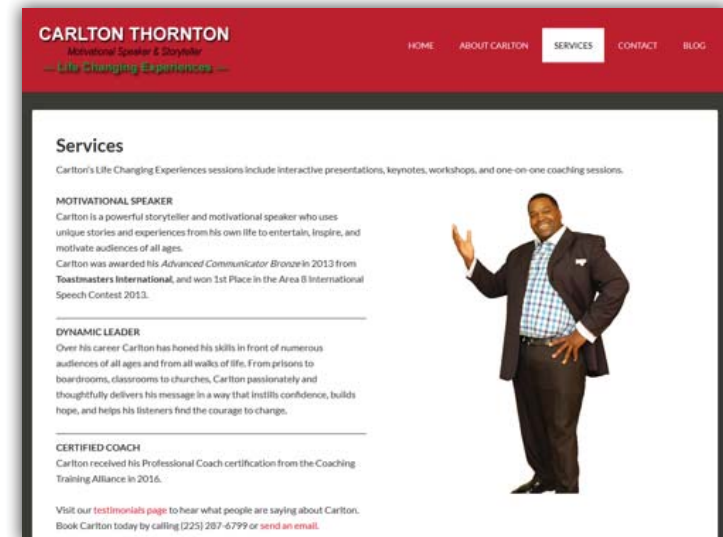 CARLTON THORNTON
Motivational Speaker & Storyteller
— Life Changing Experiences —
HOME ABOUT CARLTON SERVICES CONTACT BLOG
Services
Carlton's Life Changing Experiences sessions include interactive presentations, keynotes, workshops, and one-on-one coaching sessions.
MOTIVATIONAL SPEAKER
Carlton is a powerful storyteller and motivational speaker who uses
unique stories and experiences from his own life to entertain, inspire, and
motivate audiences of all ages.
Carlton was awarded his Advanced Communicator Bronze in 2013 from
Toastmasters International, and won 1st Place in the Area 8 International
Speech Contest 2013.
DYNAMIC LEADER
Over his career Carlton has honed his skills in front of numerous
audiences of all ages and from all walks of life. From prisons to
boardrooms, classrooms to churches, Carlton passionately and
thoughtfully delivers his message in a way that instills confidence, builds
hope, and helps his listeners find the courage to change.
CERTIFIED COACH
Carlton received his Professional Coach certification from the Coaching
Training Alliance in 2016.
Visit our testimonials page to hear what people are saying about Carlton.
Book Carlton today by calling (225) 287-6799 or send an email.